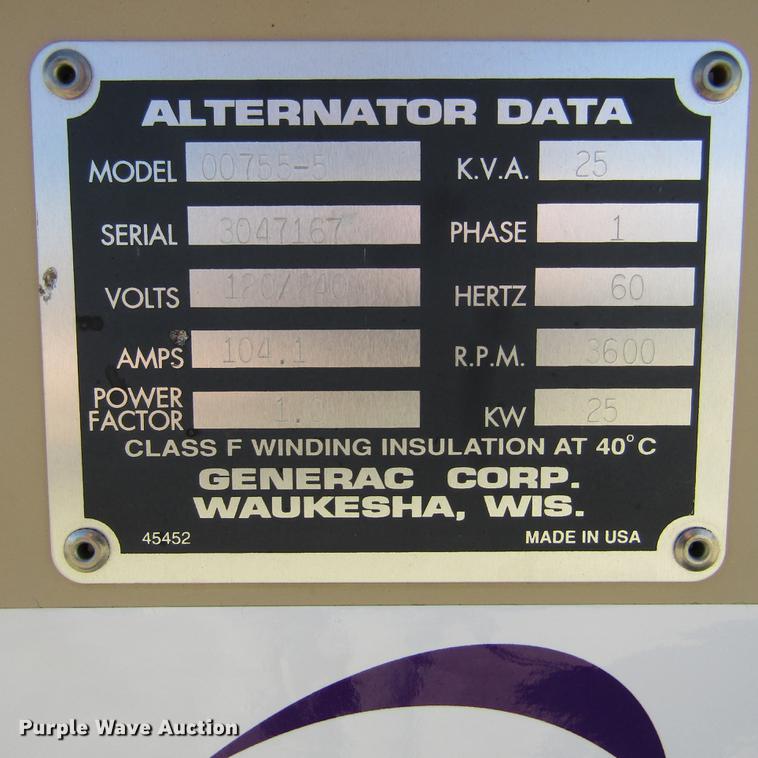 ALTERNATOR DATA
MODEL 00755-5 K.V.A. 25
SERIAL 3047167 PHASE 1
VOLTS 120/240 HERTZ 60
AMPS 104.1 R.P.M. 3600
POWER
FACTOR 1.0 KW 25
CLASS F WINDING INSULATION AT 40°C
GENERAC CORP.
WAUKESHA, WIS.
45452 MADE IN USA
Purple Wave Auction